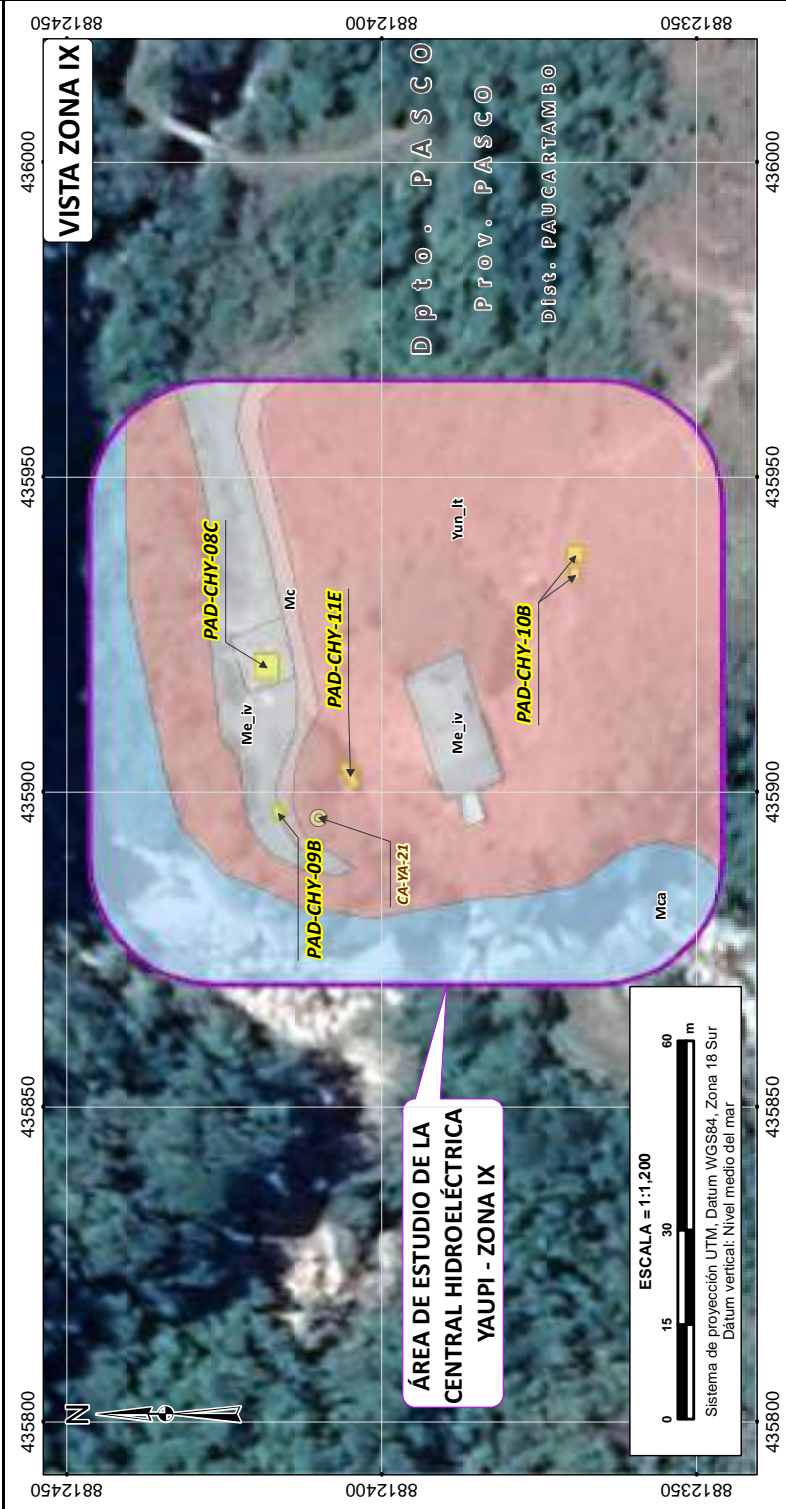 VISTA ZONA IX
435800
435850
435900
435950
436000
8812450
8812450
N
Dpto. PASCO
Prov. PASCO
Dist. PAUCARTAMBO
PAD-CHY-08C
Me_iv
Mc
PAD-CHY-09B
PAD-CHY-11E
CA-YA-21
8812400
8812400
Yun_lt
Me_iv
PAD-CHY-10B
Mca
ÁREA DE ESTUDIO DE LA
CENTRAL HIDROELÉCTRICA
YAUPI - ZONA IX
8812350
8812350
ESCALA = 1:1,200
0 15 30 60
m
Sistema de proyección UTM, Datum WGS84, Zona 18 Sur
Dátum vertical: Nivel medio del mar
435800
435850
435900
435950
436000